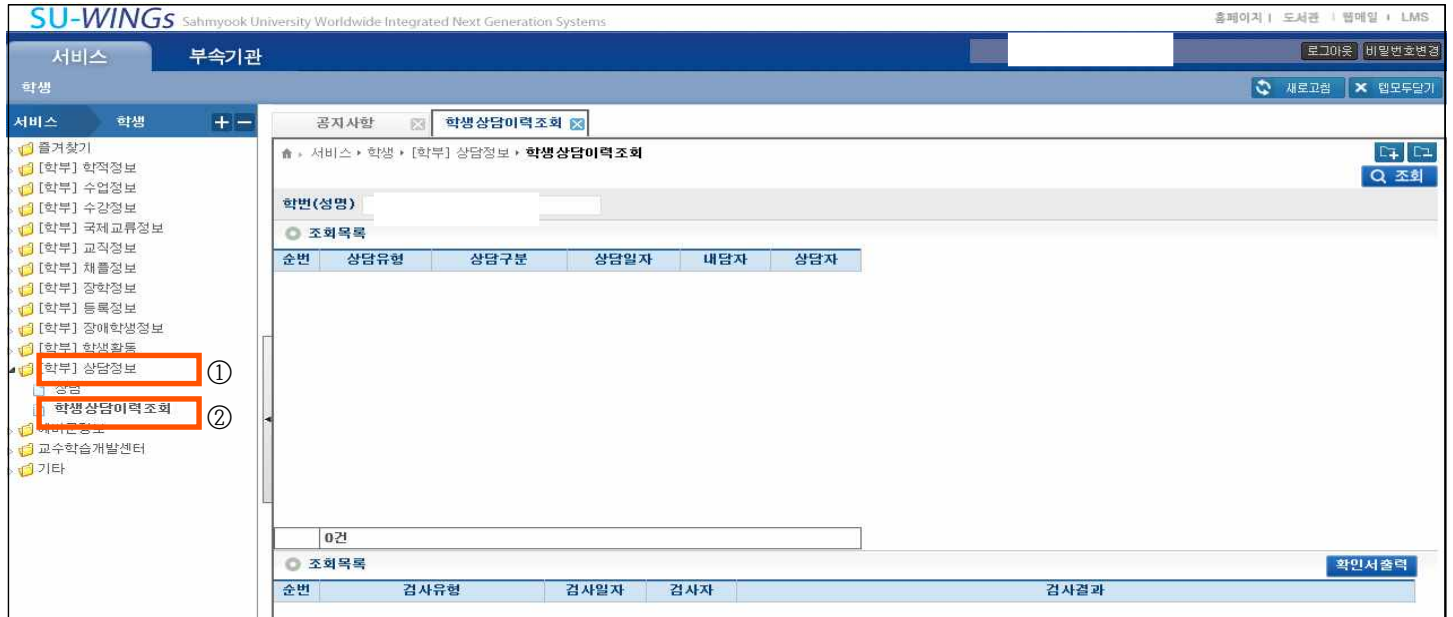 SU-WINGs Sahmyook University Worldwide Integrated Next Generation Systems
홈페이지 | 도서관 | 웹메일 | LMS
서비스 부속기관
로그아웃 비밀번호변경
학생
새로고침 탭모두닫기
서비스 학생
공지사항 학생상담이력조회
즐겨찾기
서비스 학생 [학부] 상담정보 학생상담이력조회
[학부] 학적정보
조회
[학부] 수업정보
[학부] 수강정보
학번(성명)
[학부] 국제교류정보
조회목록
[학부] 교직정보
순번 상담유형 상담구분 상담일자 내담자 상담자
[학부] 채플정보
[학부] 장학정보
[학부] 등록정보
[학부] 장애학생정보
[학부] 학생활동
[학부] 상담정보 ①
상담
학생상담이력조회 ②
교수학습개발센터
기타
0건
조회목록
확인서출력
순번 검사유형 검사일자 검사자 검사결과